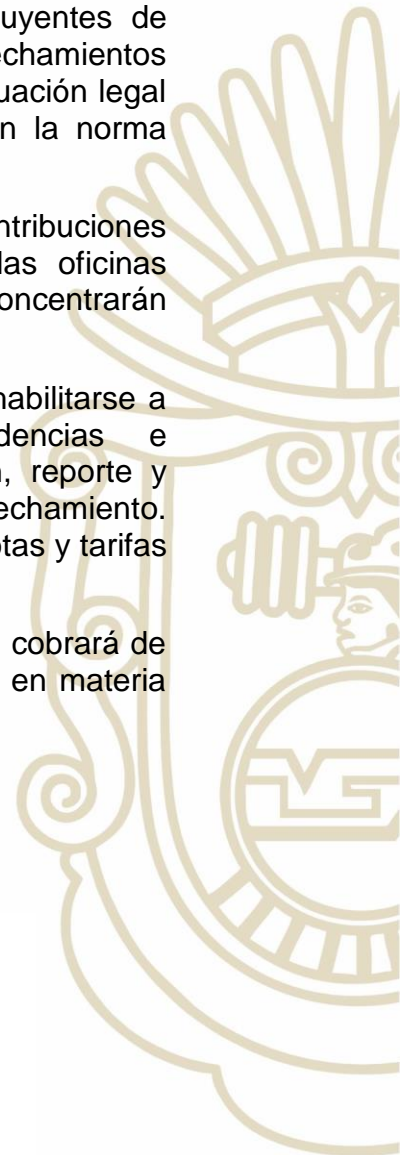 uyentes de
echamientos
uación legal
n la norma
ntribuciones
las oficinas
oncentrarán
habilitarse a
dencias e
n, reporte y
echamiento.
otas y tarifas
cobrará de
en materia